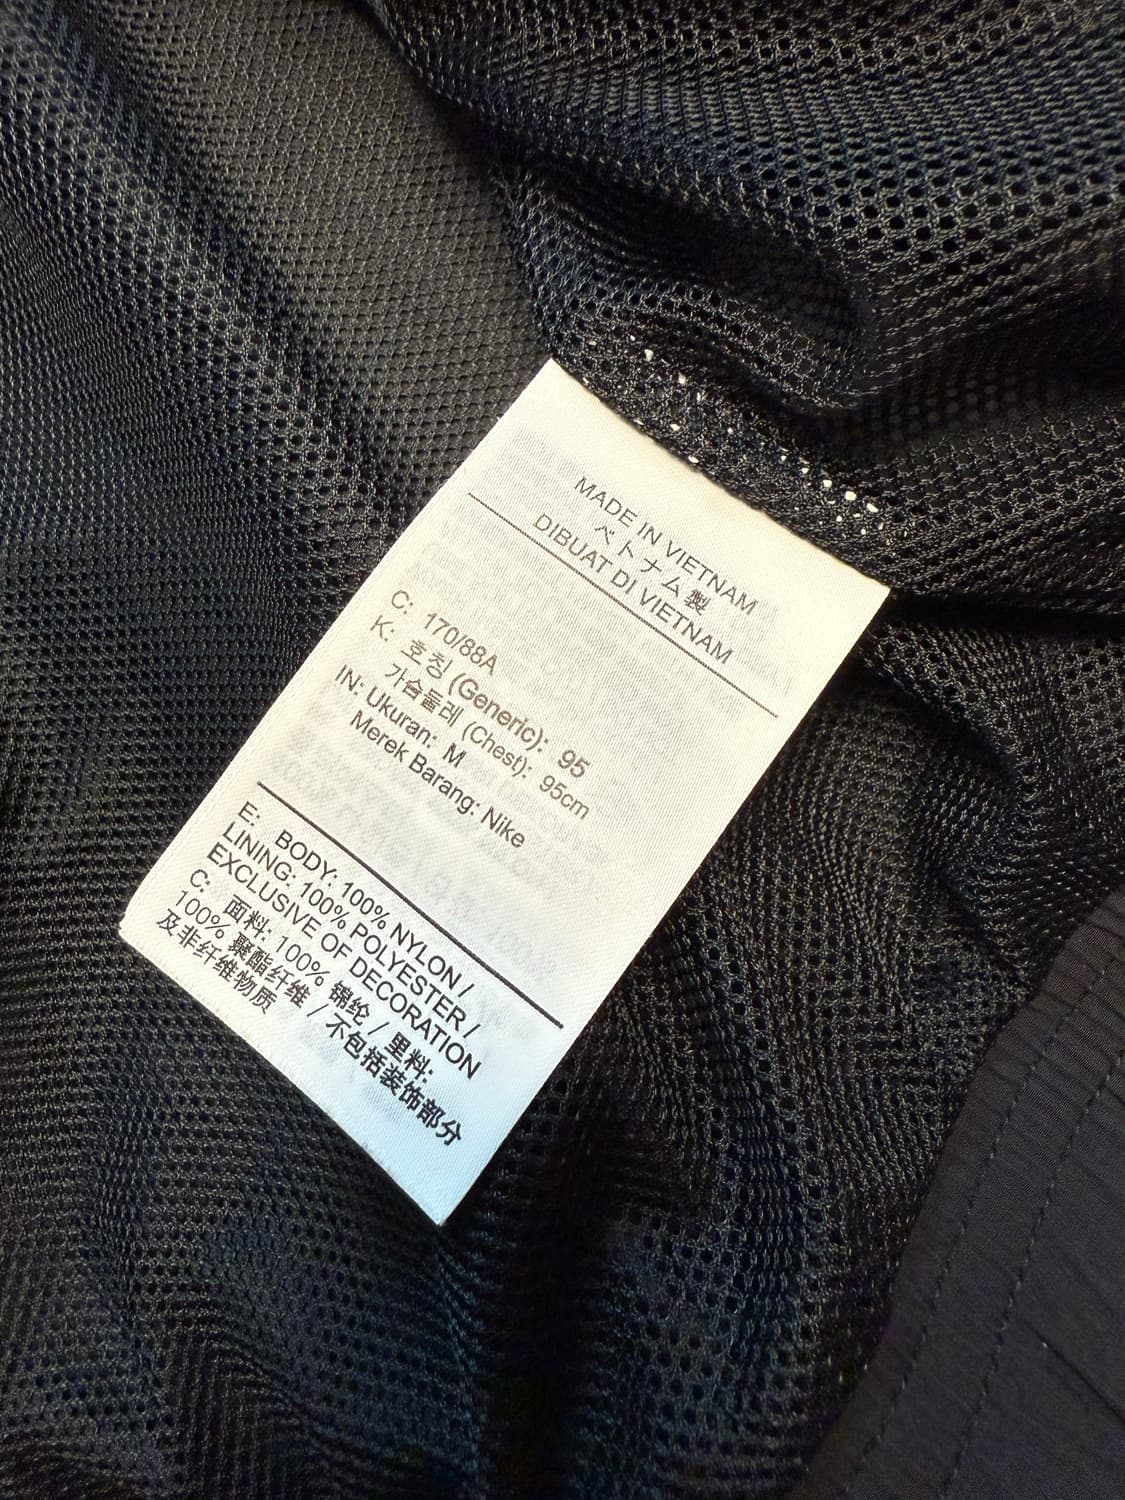 MADE IN VIETNAM
ベトナム製
DIBUAT DI VIETNAM
C: 170/88A
K: 호칭 (Generic): 95
가슴둘레 (Chest): 95cm
IN: Ukuran: M
Merek Barang: Nike
E: BODY: 100% NYLON /
LINING: 100% POLYESTER /
EXCLUSIVE OF DECORATION
C: 面料: 100% 锦纶 / 里料:
100% 聚酯纤维 / 不包括装饰部分
及非纤维物质